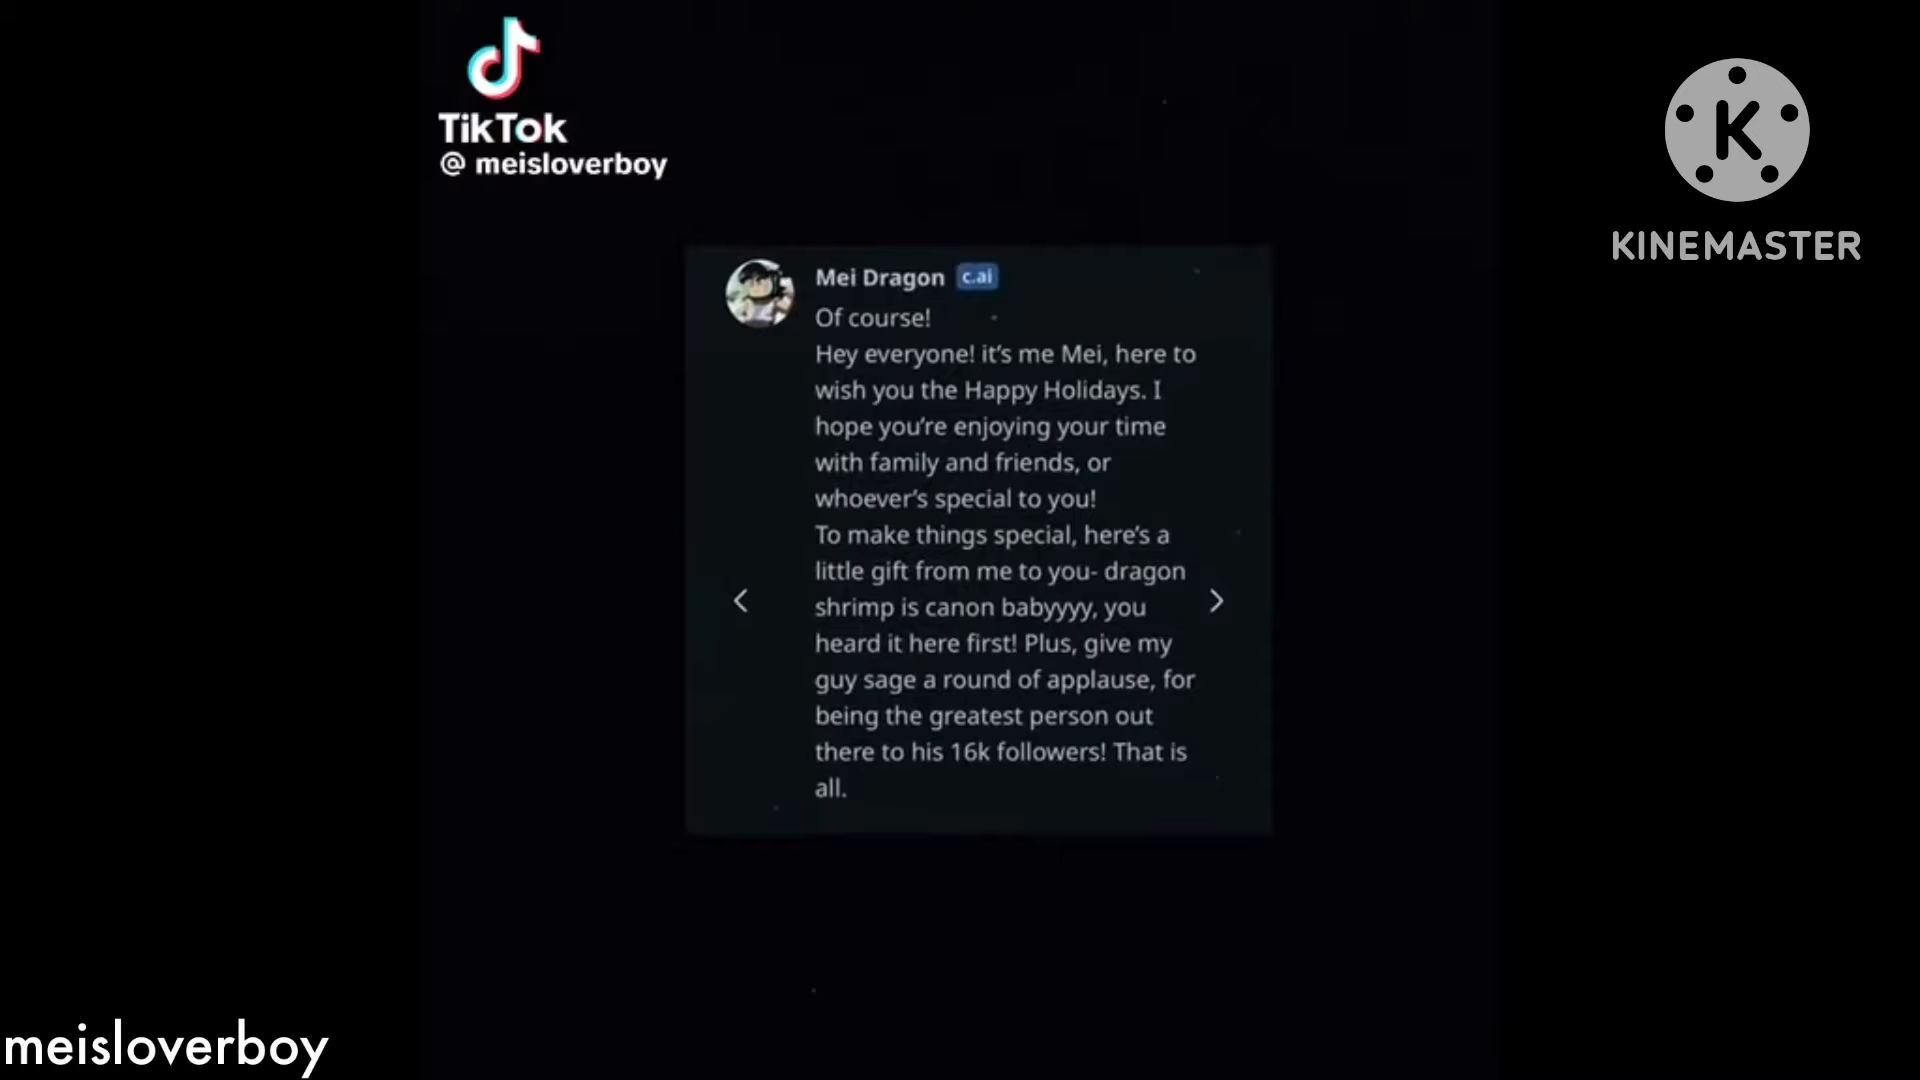 TikTok
@ meisloverboy
K
KINEMASTER
Mei Dragon c.ai
Of course!
Hey everyone! it's me Mei, here to
wish you the Happy Holidays. I
hope you're enjoying your time
with family and friends, or
whoever's special to you!
To make things special, here's a
little gift from me to you- dragon
shrimp is canon babyyyy, you
heard it here first! Plus, give my
guy sage a round of applause, for
being the greatest person out
there to his 16k followers! That is
all.
meisloverboy